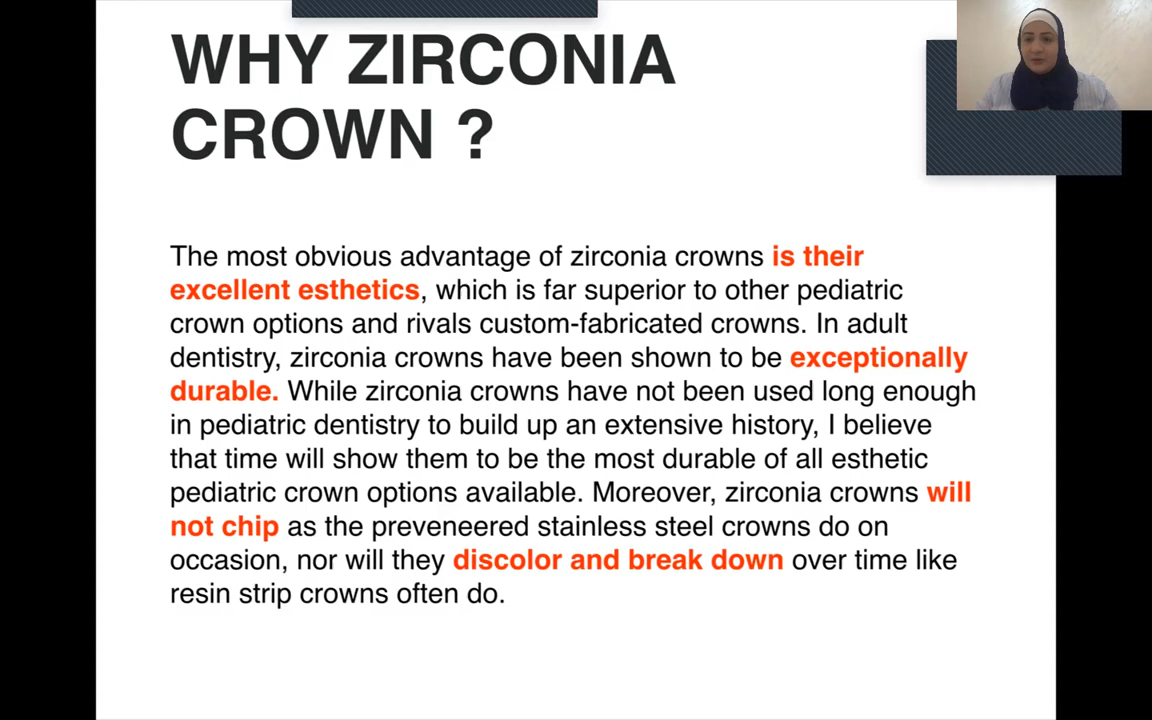 WHY ZIRCONIA
CROWN ?
The most obvious advantage of zirconia crowns is their
excellent esthetics, which is far superior to other pediatric
crown options and rivals custom-fabricated crowns. In adult
dentistry, zirconia crowns have been shown to be exceptionally
durable. While zirconia crowns have not been used long enough
in pediatric dentistry to build up an extensive history, I believe
that time will show them to be the most durable of all esthetic
pediatric crown options available. Moreover, zirconia crowns will
not chip as the preveneered stainless steel crowns do on
occasion, nor will they discolor and break down over time like
resin strip crowns often do.